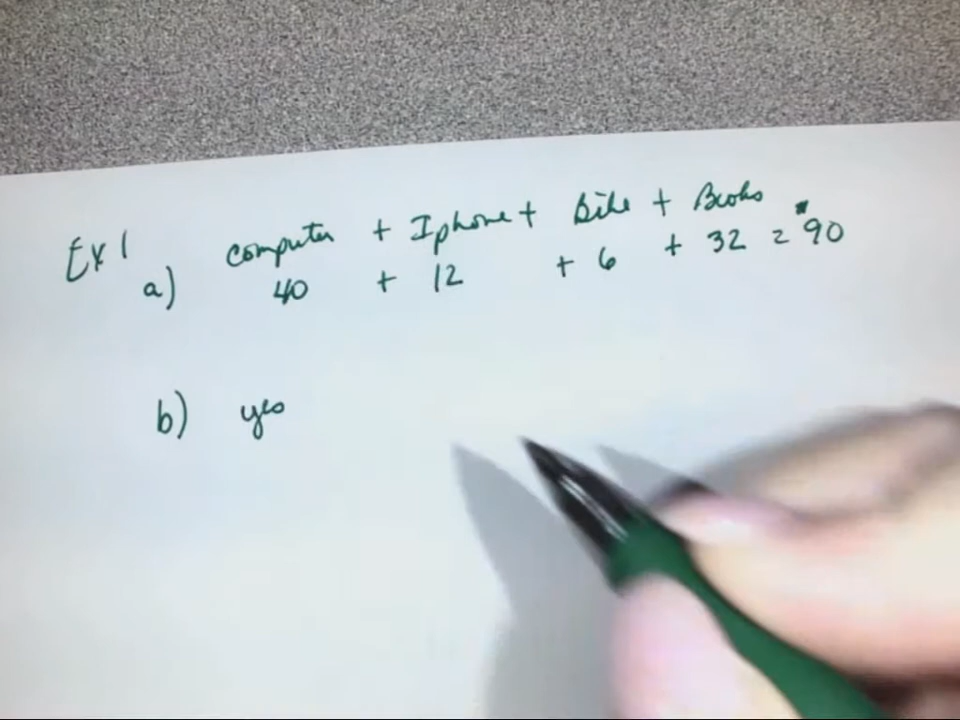 Ex 1
computer + Iphone + Bike + Books
a) 40 + 12 + 6 + 32 = 90
b) yes